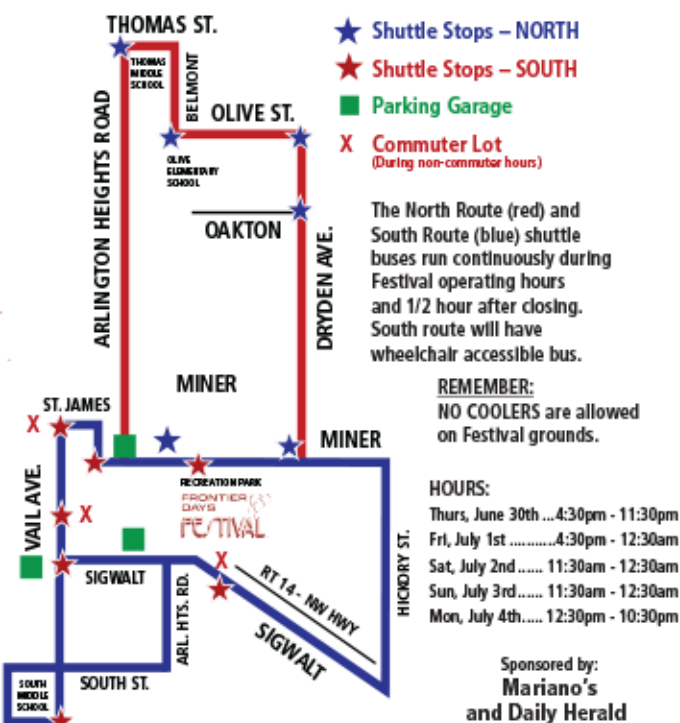 THOMAS ST.
Shuttle Stops – NORTH
Shuttle Stops – SOUTH
Parking Garage
X Commuter Lot
(During non-commuter hours)
THOMAS
MIDDLE
SCHOOL
BELMONT
OLIVE ST.
OLIVE
ELEMENTARY
SCHOOL
ARLINGTON HEIGHTS ROAD
OAKTON
DRYDEN AVE.
The North Route (red) and
South Route (blue) shuttle
buses run continuously during
Festival operating hours
and 1/2 hour after closing.
South route will have
wheelchair accessible bus.
REMEMBER:
NO COOLERS are allowed
on Festival grounds.
MINER
ST. JAMES
X
MINER
RECREATION PARK
FRONTIER
DAYS
FESTIVAL
VAIL AVE.
X
HICKORY ST.
HOURS:
Thurs, June 30th ...4:30pm - 11:30pm
Fri, July 1st ..........4:30pm - 12:30am
Sat, July 2nd...... 11:30am - 12:30am
Sun, July 3rd...... 11:30am - 12:30am
Mon, July 4th..... 12:30pm - 10:30pm
X
SIGWALT
ARL. HTS. RD.
RT 14 - NW HWY
SIGWALT
SOUTH
MIDDLE
SCHOOL
SOUTH ST.
Sponsored by:
Mariano's
and Daily Herald